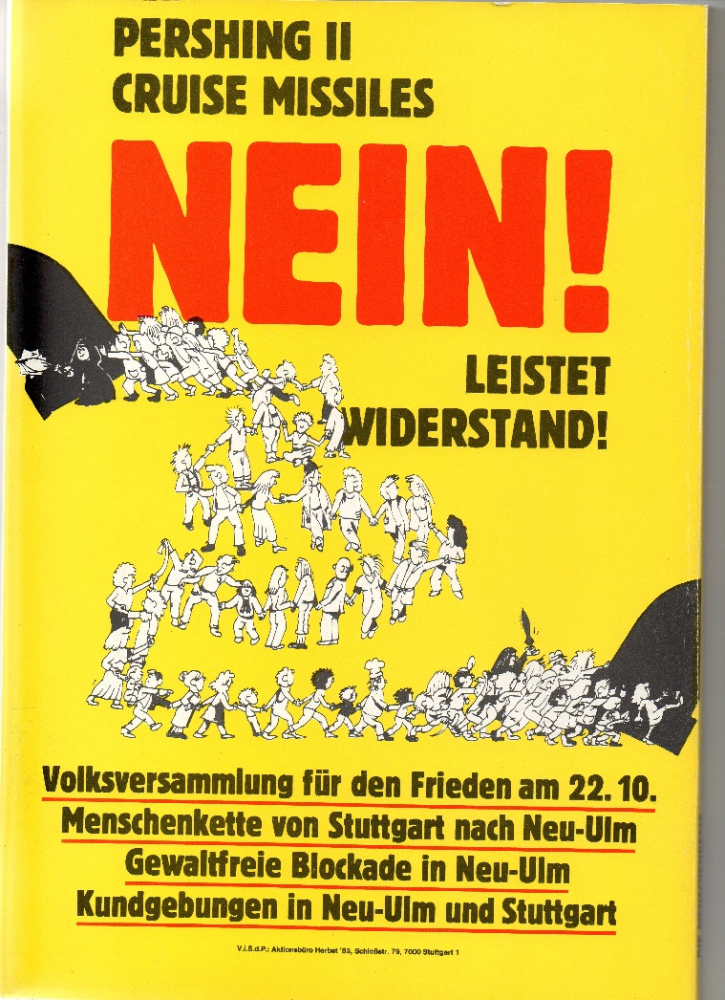 PERSHING II
CRUISE MISSILES
NEIN!
LEISTET
WIDERSTAND!
Volksversammlung für den Frieden am 22.10.
Menschenkette von Stuttgart nach Neu-Ulm
Gewaltfreie Blockade in Neu-Ulm
Kundgebungen in Neu-Ulm und Stuttgart
V.i.S.d.P.: Aktionsbüro Herbst '83, Schloßstr. 79, 7000 Stuttgart 1